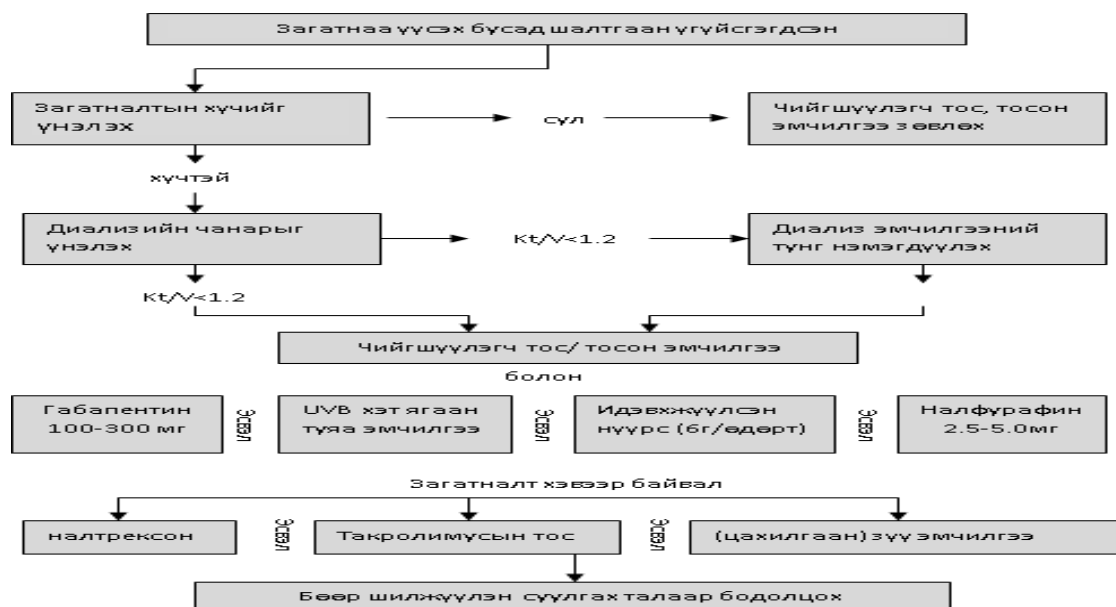 Загатнаа үүсэх бусад шалтгаан үгүйсгэгдсэн
Загатналтын хүчийг
үнэлэх
сул
Чийгшүүлэгч тос, тосон
эмчилгээ зөвлөх
хүчтэй
Диализийн чанарыг
үнэлэх
Kt/V<1.2
Диализ эмчилгээний
тунг нэмэгдүүлэх
Kt/V<1.2
Чийгшүүлэгч тос/ тосон эмчилгээ
болон
Габапентин
100-300 мг
Эсвэл
UVB хэт ягаан
туяа эмчилгээ
Эсвэл
Идэвхжүүлсэн
нүүрс (6г/өдөрт)
Эсвэл
Налфурафин
2.5-5.0мг
Загатналт хэвээр байвал
налтрексон
Эсвэл
Такролимусын тос
Эсвэл
(цахилгаан) зүү эмчилгээ
Бөөр шилжүүлэн суулгах талаар бодолцох